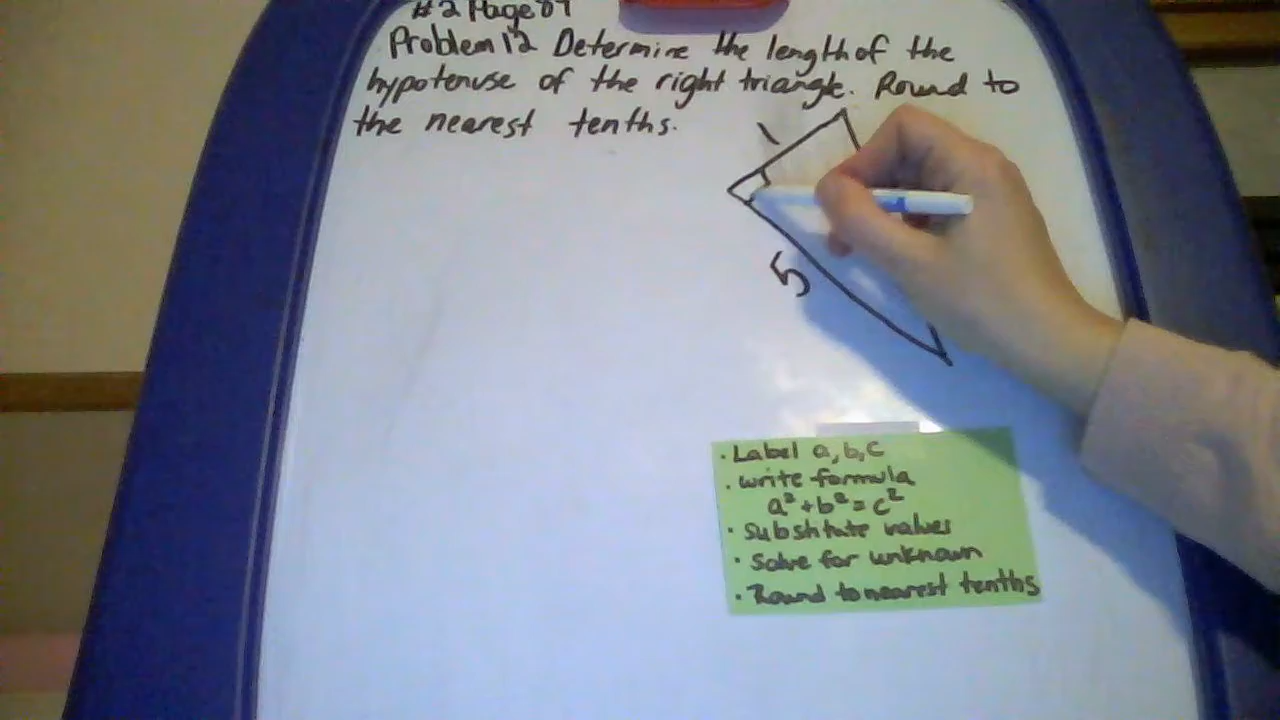 #2 Page
Problem 12 Determine the length of the
hypotenuse of the right triangle. Round to
the nearest tenths.
1
5
· Label a, b, c
· write formula
a² + b² = c²
· substitute values
· Solve for unknown
· Round to nearest tenths